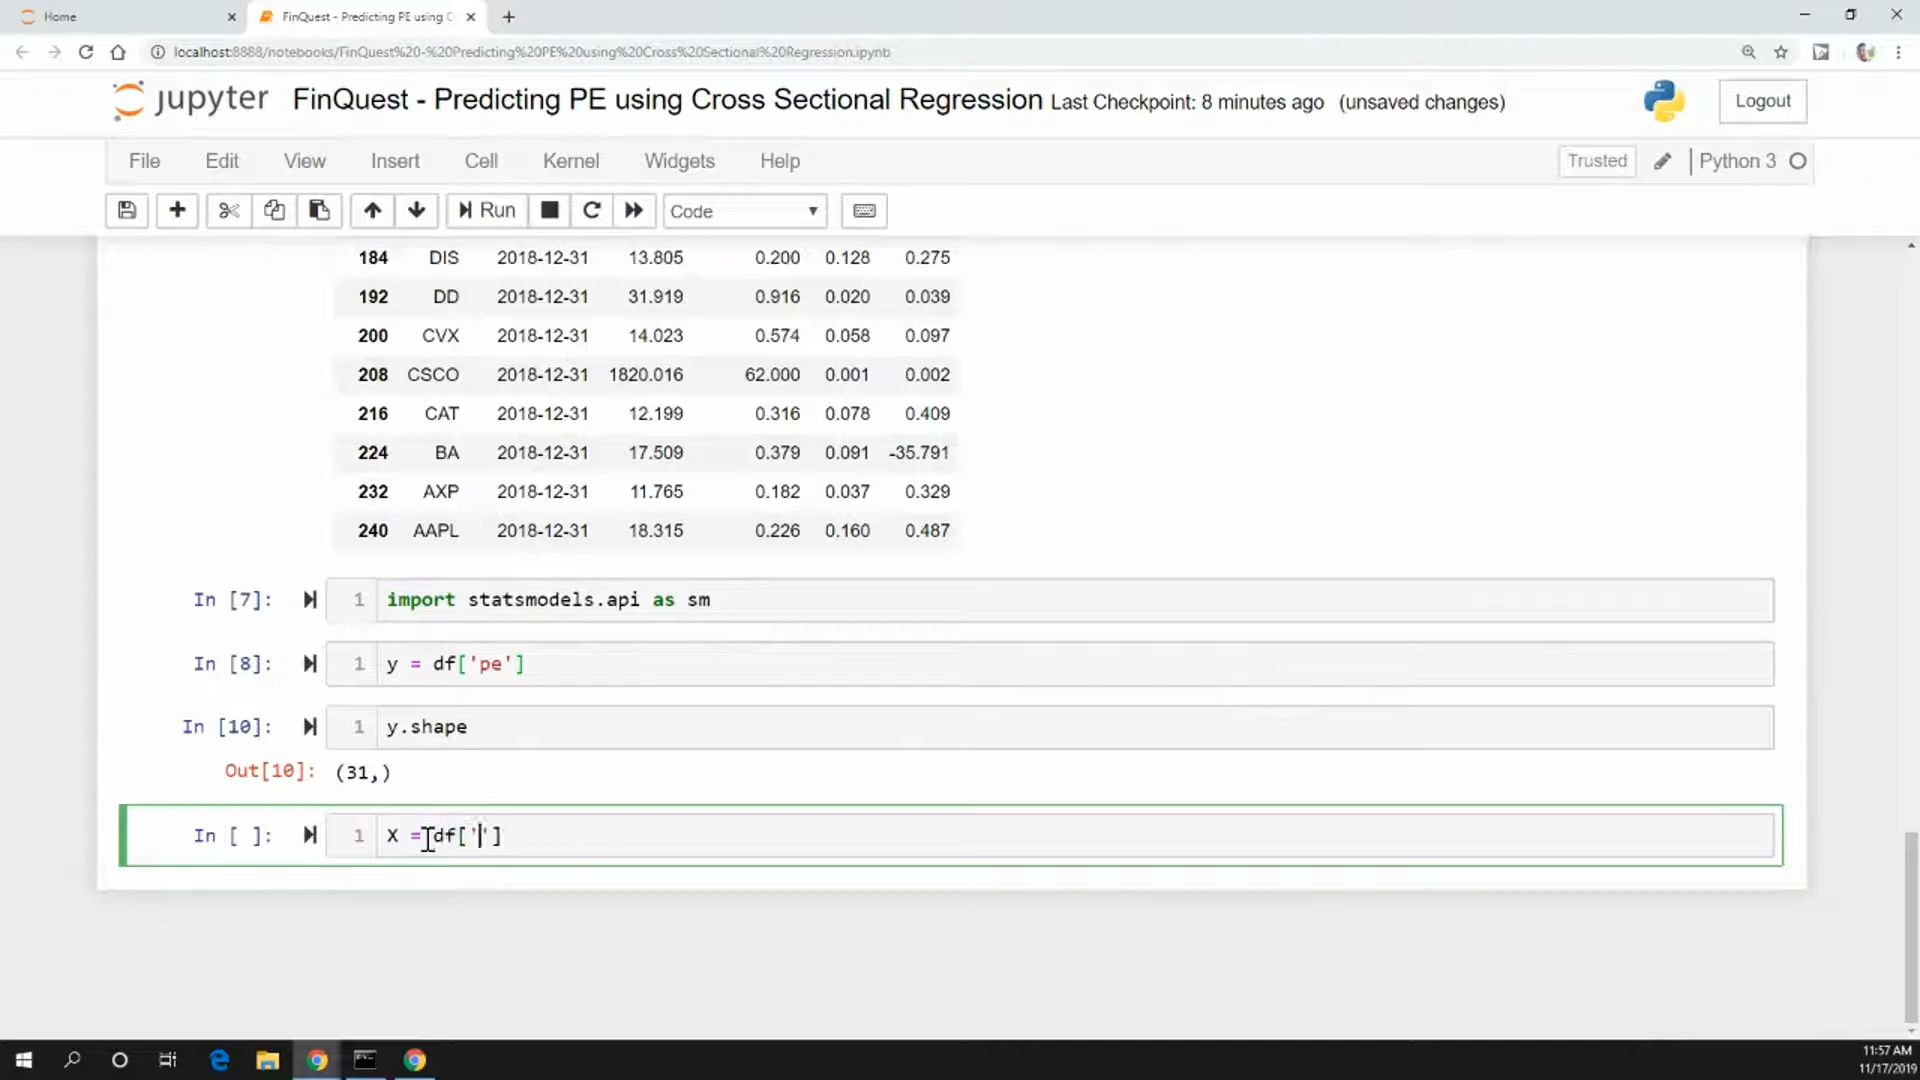 Home
FinQuest - Predicting PE using C
localhost:8888/notebooks/FinQuest%20-%20Predicting%20PE%20using%20Cross%20Sectional%20Regression.ipynb
jupyter FinQuest - Predicting PE using Cross Sectional Regression Last Checkpoint: 8 minutes ago (unsaved changes) Logout
File Edit View Insert Cell Kernel Widgets Help Trusted Python 3
Run Code
184 DIS 2018-12-31 13.805 0.200 0.128 0.275
192 DD 2018-12-31 31.919 0.916 0.020 0.039
200 CVX 2018-12-31 14.023 0.574 0.058 0.097
208 CSCO 2018-12-31 1820.016 62.000 0.001 0.002
216 CAT 2018-12-31 12.199 0.316 0.078 0.409
224 BA 2018-12-31 17.509 0.379 0.091 -35.791
232 AXP 2018-12-31 11.765 0.182 0.037 0.329
240 AAPL 2018-12-31 18.315 0.226 0.160 0.487
In [7]: 1 import statsmodels.api as sm
In [8]: 1 y = df['pe']
In [10]: 1 y.shape
Out[10]: (31,)
In [ ]: 1 X = df['']
11:57 AM
11/17/2019